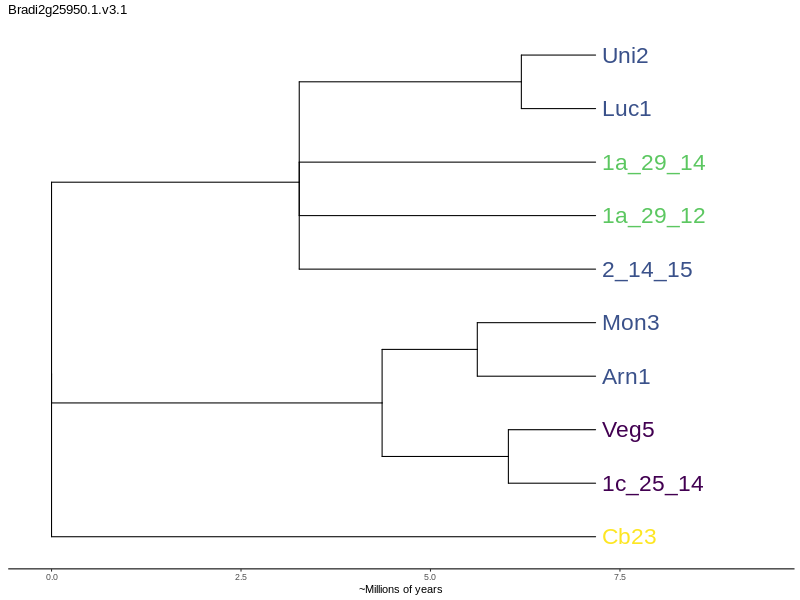 Bradi2g25950.1.v3.1
Uni2
Luc1
1a_29_14
1a_29_12
2_14_15
Mon3
Arn1
Veg5
1c_25_14
Cb23
0.0 2.5 5.0 7.5
~Millions of years